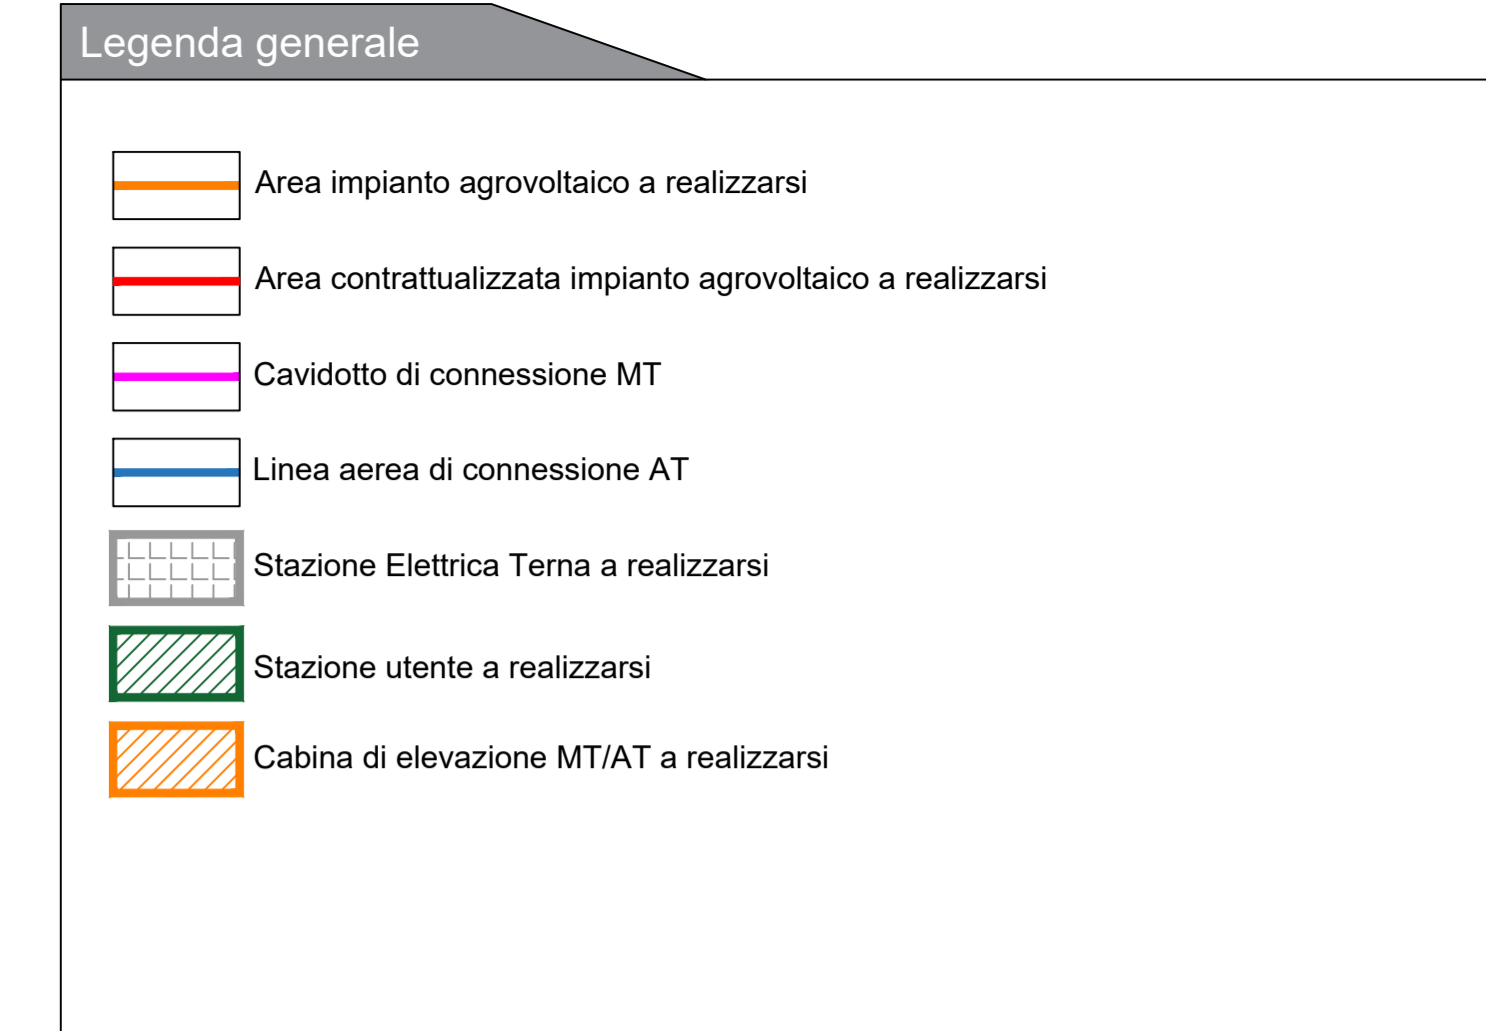 Legenda generale
Area impianto agrovoltaico a realizzarsi
Area contrattualizzata impianto agrovoltaico a realizzarsi
Cavidotto di connessione MT
Linea aerea di connessione AT
Stazione Elettrica Terna a realizzarsi
Stazione utente a realizzarsi
Cabina di elevazione MT/AT a realizzarsi